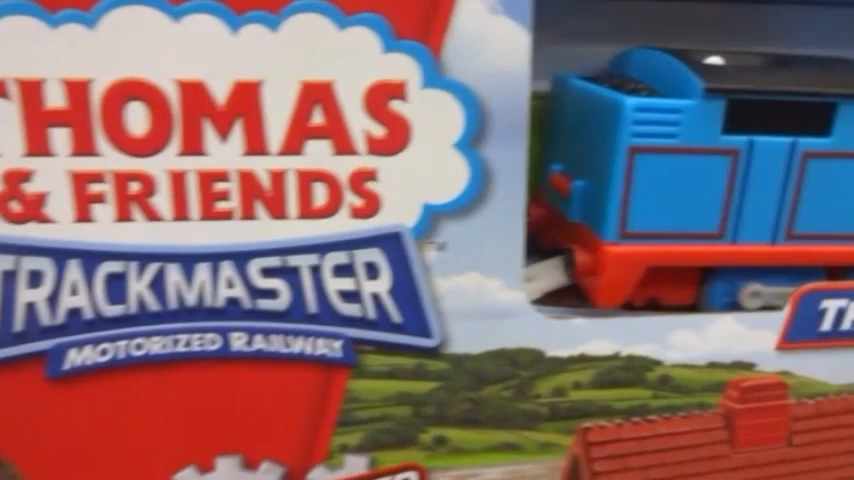 THOMAS
& FRIENDS
TRACKMASTER
MOTORIZED RAILWAY